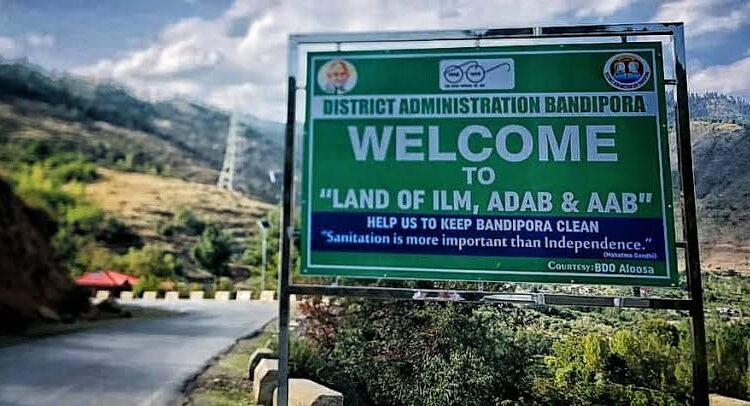 DISTRICT ADMINISTRATION BANDIPORA
WELCOME
TO
"LAND OF ILM, ADAB & AAB"
HELP US TO KEEP BANDIPORA CLEAN
"Sanitation is more important than Independence."
(Mahatma Gandhi)
COURTESY:BDO Aloosa